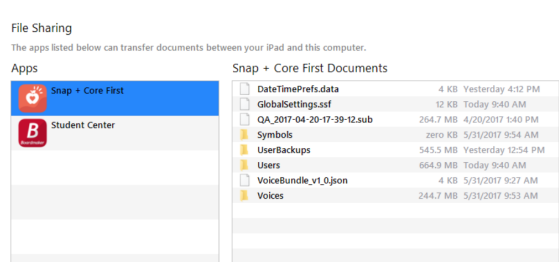 File Sharing
The apps listed below can transfer documents between your iPad and this computer.
Apps
Snap + Core First
B
Boardmaker
Student Center
Snap + Core First Documents
DateTimePrefs.data 4 KB Yesterday 4:12 PM
GlobalSettings.ssf 12 KB Today 9:40 AM
QA_2017-04-20-17-39-12.sub 264.7 MB 4/20/2017 1:40 PM
Symbols zero KB 5/31/2017 9:54 AM
UserBackups 545.5 MB Yesterday 12:54 PM
Users 664.9 MB Today 9:40 AM
VoiceBundle_v1_0.json 4 KB 5/31/2017 9:27 AM
Voices 244.7 MB 5/31/2017 9:53 AM